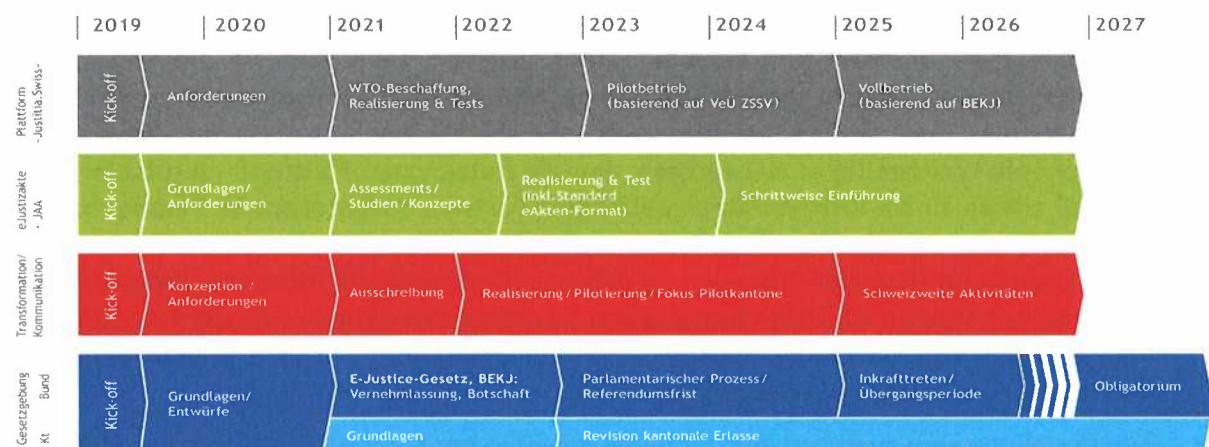 2019 2020 2021 2022 2023 2024 2025 2026 2027
Plattform
-Justitia.Swiss-
Kick-off
Anforderungen
WTO-Beschaffung,
Realisierung & Tests
Pilotbetrieb
(basierend auf VeÜ ZSSV)
Vollbetrieb
(basierend auf BEKJ)
eJustizakte
- JAA
Kick-off
Grundlagen/
Anforderungen
Assessments/
Studien/Konzepte
Realisierung & Test
(inkl.Standard
eAkten-Format)
Schrittweise Einführung
Transformation/
Kommunikation
Kick-off
Konzeption /
Anforderungen
Ausschreibung
Realisierung/Pilotierung/Fokus Pilotkantone
Schweizweite Aktivitäten
Gesetzgebung
Kt Bund
Kick-off
Grundlagen/
Entwürfe
E-Justice-Gesetz, BEKJ:
Vernehmlassung, Botschaft
Parlamentarischer Prozess/
Referendumsfrist
Inkrafttreten/
Übergangsperiode
Obligatorium
Grundlagen
Revision kantonale Erlasse